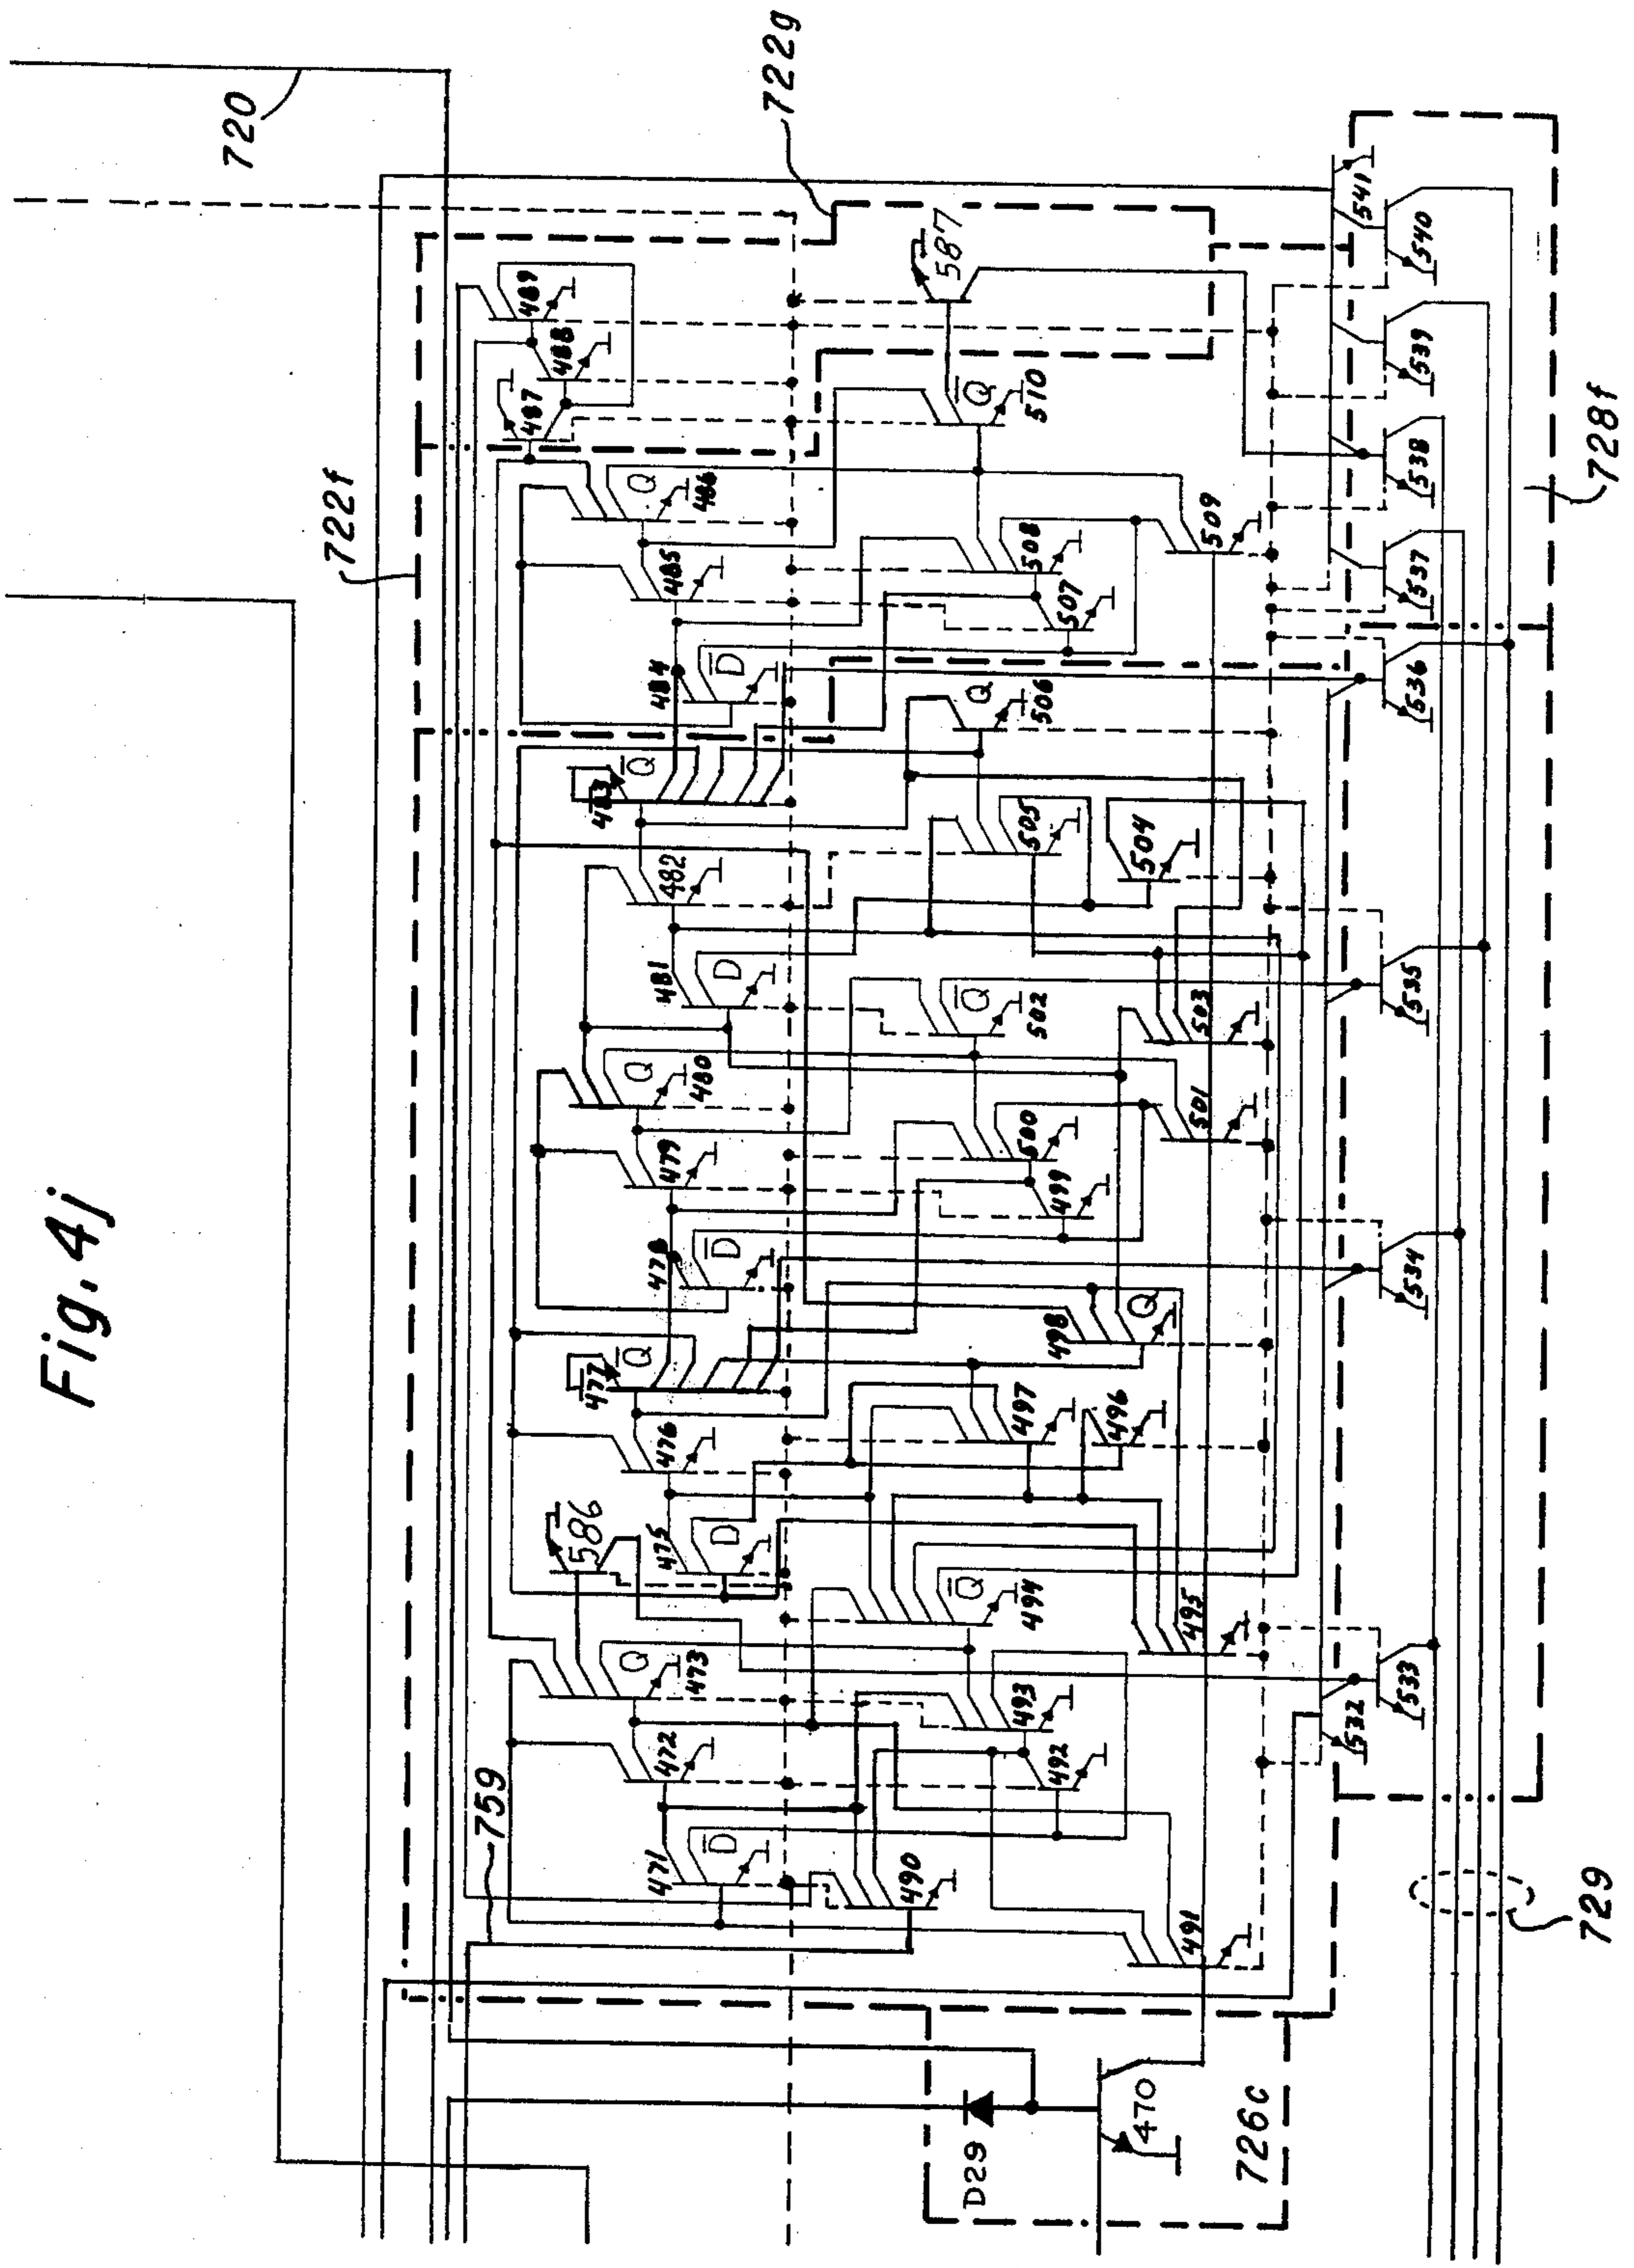 Fig. 4j
720
722f
759
487 488 489
586
477 Q̅ 483 Q̅
473 Q 480 Q 486 Q
472 476 479 482 485
471 D̅ 475 D 478 D̅ 481 D 484 D̅
722g
490 494 Q̅ 502 Q̅ 506 Q 510 Q̅ 587
D29
493 497 500 505 508
492 499 507
470 496 498 Q 504
491 495 501 503 509
726c
532 541
533 534 535 536 537 538 539 540
729
728f